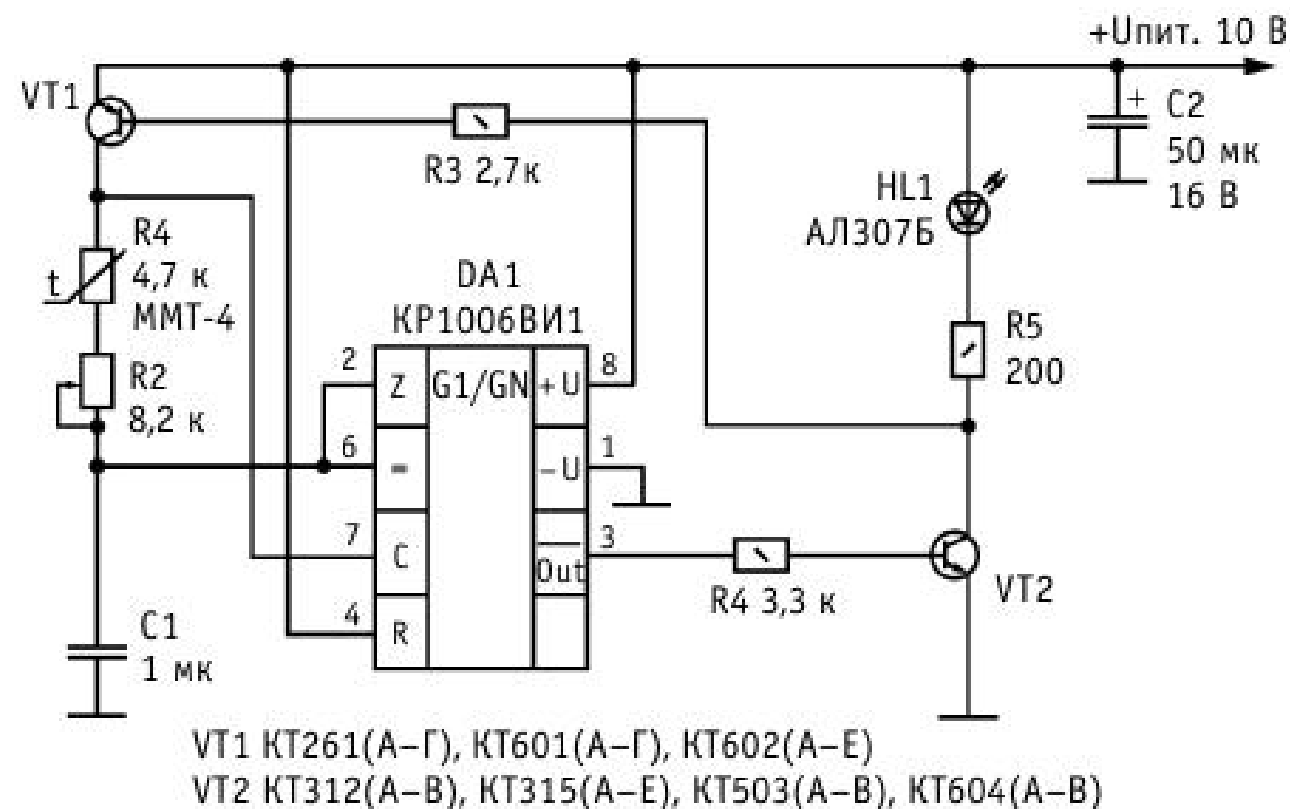 +Uпит. 10 В
VT1
R3 2,7к
+ C2
50 мк
16 В
HL1
АЛ307Б
R4
4,7 к
ММТ-4
t
DA1
КР1006ВИ1
R5
200
R2
8,2 к
2
Z
G1/GN
+U
8
6
=
-U
1
7
C
Out
3
R4 3,3 к
VT2
4
R
C1
1 мк
VT1 КТ261(А-Г), КТ601(А-Г), КТ602(А-Е)
VT2 КТ312(А-В), КТ315(А-Е), КТ503(А-В), КТ604(А-В)